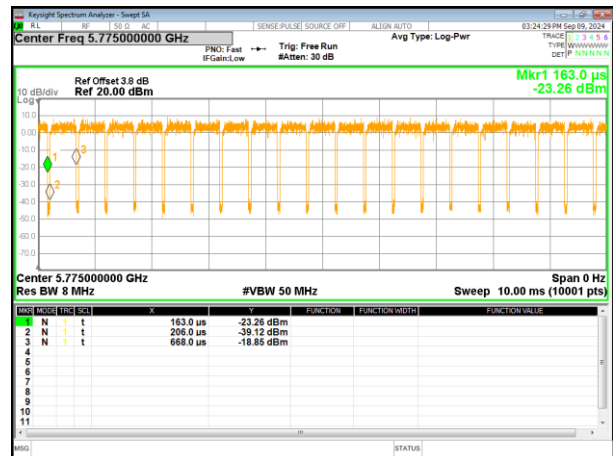 Keysight Spectrum Analyzer - Swept SA
RL RF 50 Ω AC SENSE:PULSE SOURCE OFF ALIGN AUTO 03:24:29 PM Sep 09, 2024
Center Freq 5.775000000 GHz Avg Type: Log-Pwr TRACE 1 2 3 4 5 6
PNO: Fast Trig: Free Run TYPE WWWWWW
IFGain:Low #Atten: 30 dB DET P N N N N N
Mkr1 163.0 µs
Ref Offset 3.8 dB
10 dB/div Ref 20.00 dBm -23.26 dBm
Log
10.0
0.00
-10.0
1 3
-20.0
-30.0
2
-40.0
-50.0
-60.0
-70.0
Center 5.775000000 GHz Span 0 Hz
Res BW 8 MHz #VBW 50 MHz Sweep 10.00 ms (10001 pts)
MKR MODE TRC SCL X Y FUNCTION FUNCTION WIDTH FUNCTION VALUE
1 N 1 t 163.0 µs -23.26 dBm
2 N 1 t 206.0 µs -39.12 dBm
3 N 1 t 668.0 µs -18.85 dBm
4
5
6
7
8
9
10
11
MSG STATUS